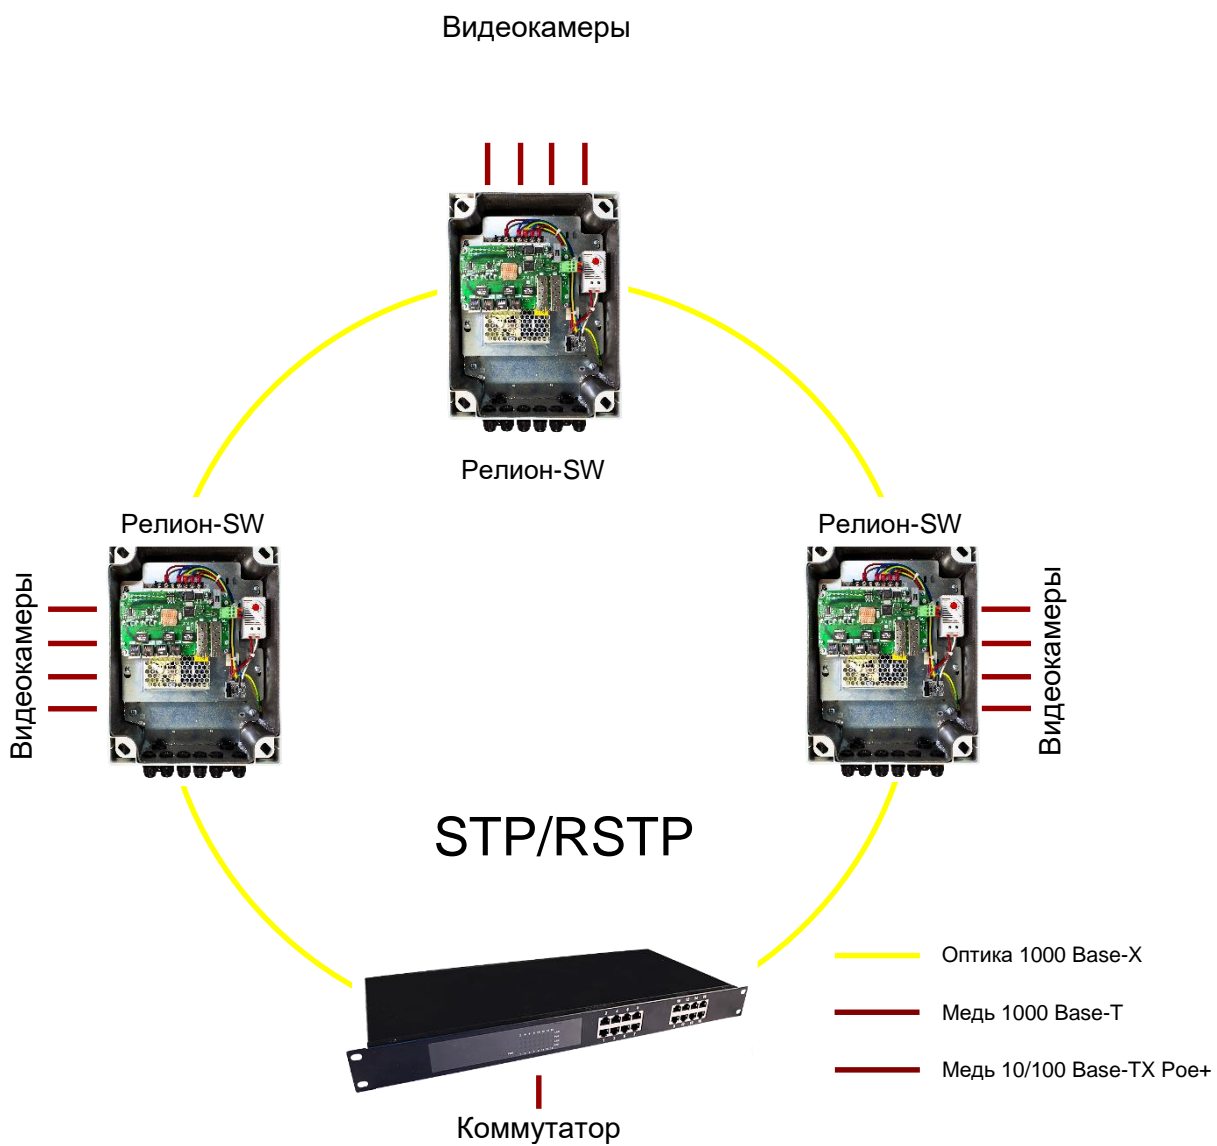 Видеокамеры
Релион-SW
Релион-SW
Релион-SW
Видеокамеры
Видеокамеры
STP/RSTP
Оптика 1000 Base-X
Медь 1000 Base-T
Медь 10/100 Base-TX Poe+
Коммутатор